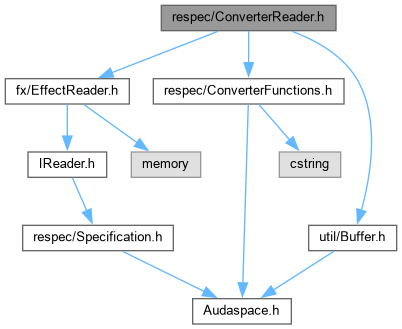 respec/ConverterReader.h
fx/EffectReader.h
respec/ConverterFunctions.h
IReader.h
memory
cstring
respec/Specification.h
util/Buffer.h
Audaspace.h